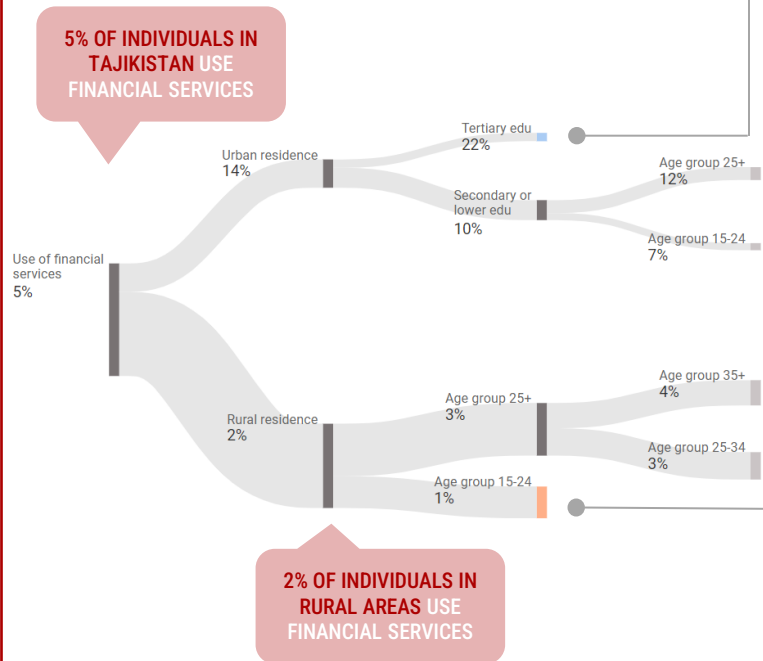 5% OF INDIVIDUALS IN
TAJIKISTAN USE
FINANCIAL SERVICES
Tertiary edu
22%
Urban residence
14%
Age group 25+
12%
Secondary or
lower edu
10%
Age group 15-24
7%
Use of financial
services
5%
Age group 35+
4%
Age group 25+
3%
Rural residence
2%
Age group 25-34
3%
Age group 15-24
1%
2% OF INDIVIDUALS IN
RURAL AREAS USE
FINANCIAL SERVICES